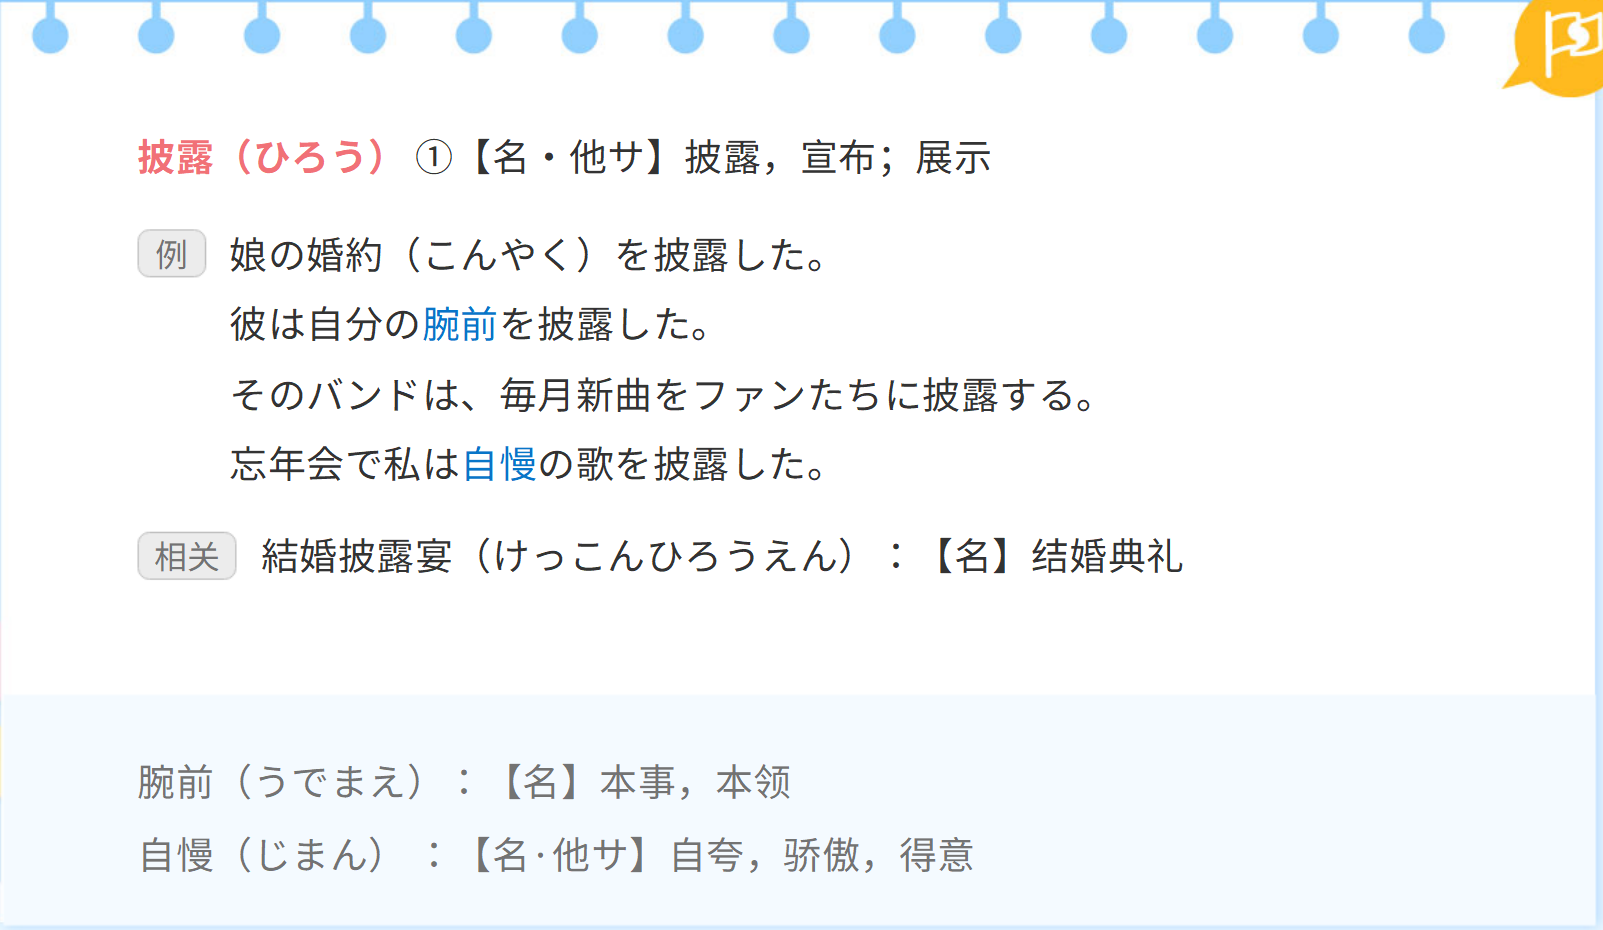 披露（ひろう） ①【名・他サ】披露，宣布；展示
例 娘の婚約（こんやく）を披露した。
彼は自分の腕前を披露した。
そのバンドは、毎月新曲をファンたちに披露する。
忘年会で私は自慢の歌を披露した。
相关 結婚披露宴（けっこんひろうえん）：【名】结婚典礼
腕前（うでまえ）：【名】本事，本领
自慢（じまん）：【名·他サ】自夸，骄傲，得意